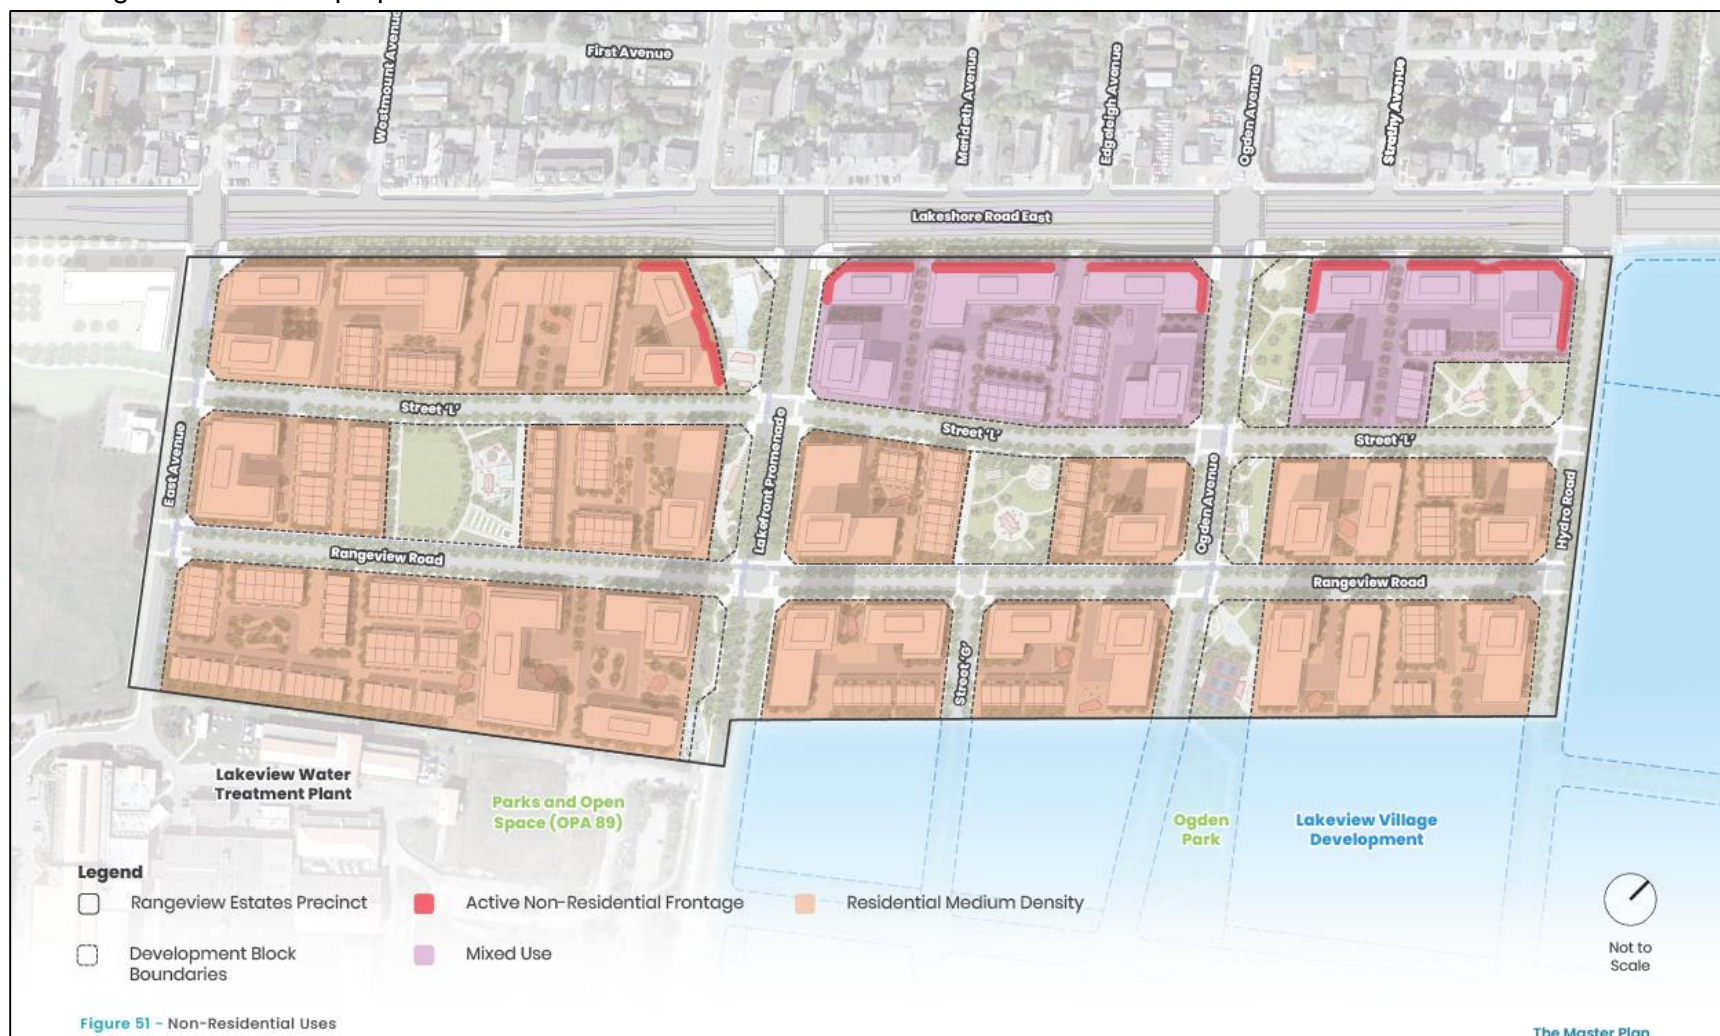 First Avenue
Westmount Avenue
Merideth Avenue
Edgeleigh Avenue
Ogden Avenue
Strathy Avenue
Lakeshore Road East
Street 'L'
Street 'L'
Street 'L'
East Avenue
Lakefront Promenade
Ogden Avenue
Hydro Road
Rangeview Road
Rangeview Road
Street 'G'
Lakeview Water
Treatment Plant
Parks and Open
Space (OPA 89)
Ogden
Park
Lakeview Village
Development
Legend
Rangeview Estates Precinct
Active Non-Residential Frontage
Residential Medium Density
Development Block
Boundaries
Mixed Use
Not to
Scale
Figure 51 - Non-Residential Uses
The Master Plan